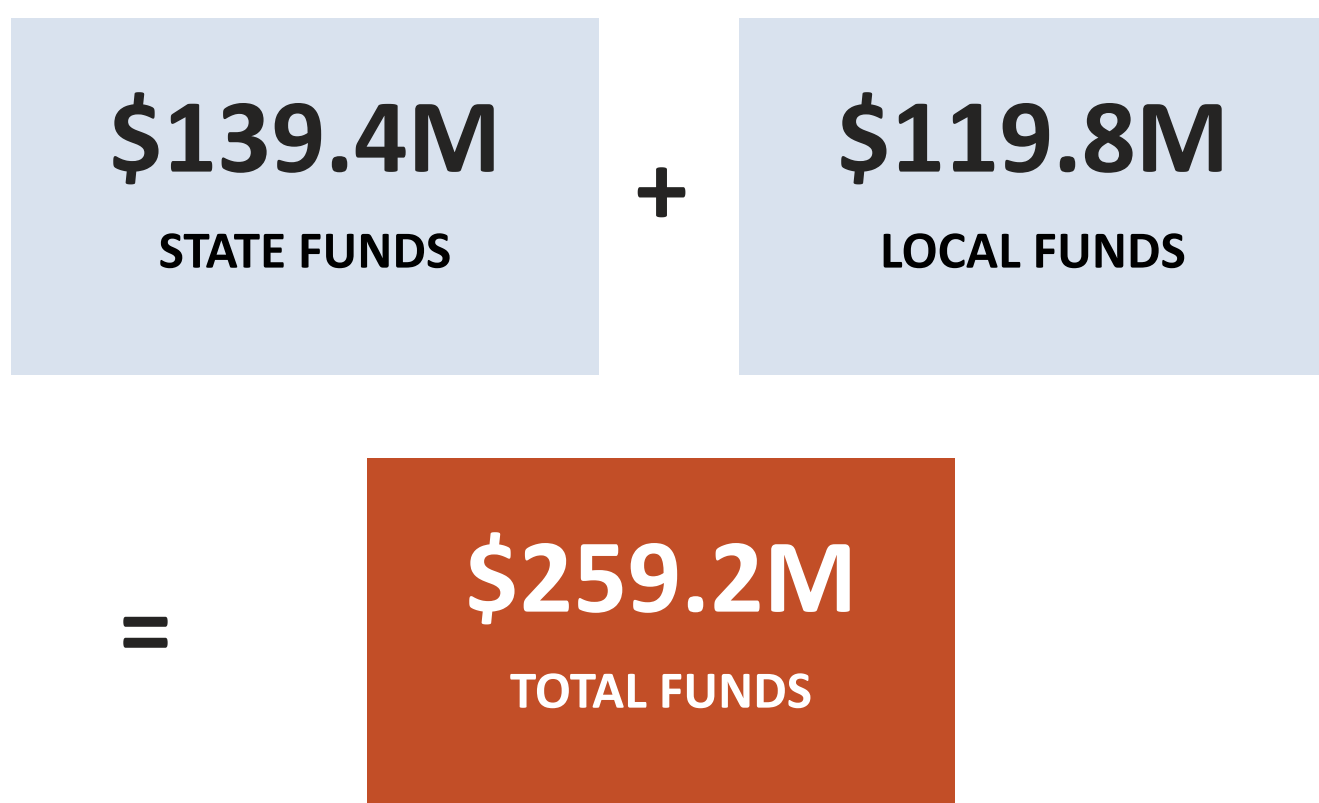 $139.4M
STATE FUNDS
+
$119.8M
LOCAL FUNDS
=
$259.2M
TOTAL FUNDS